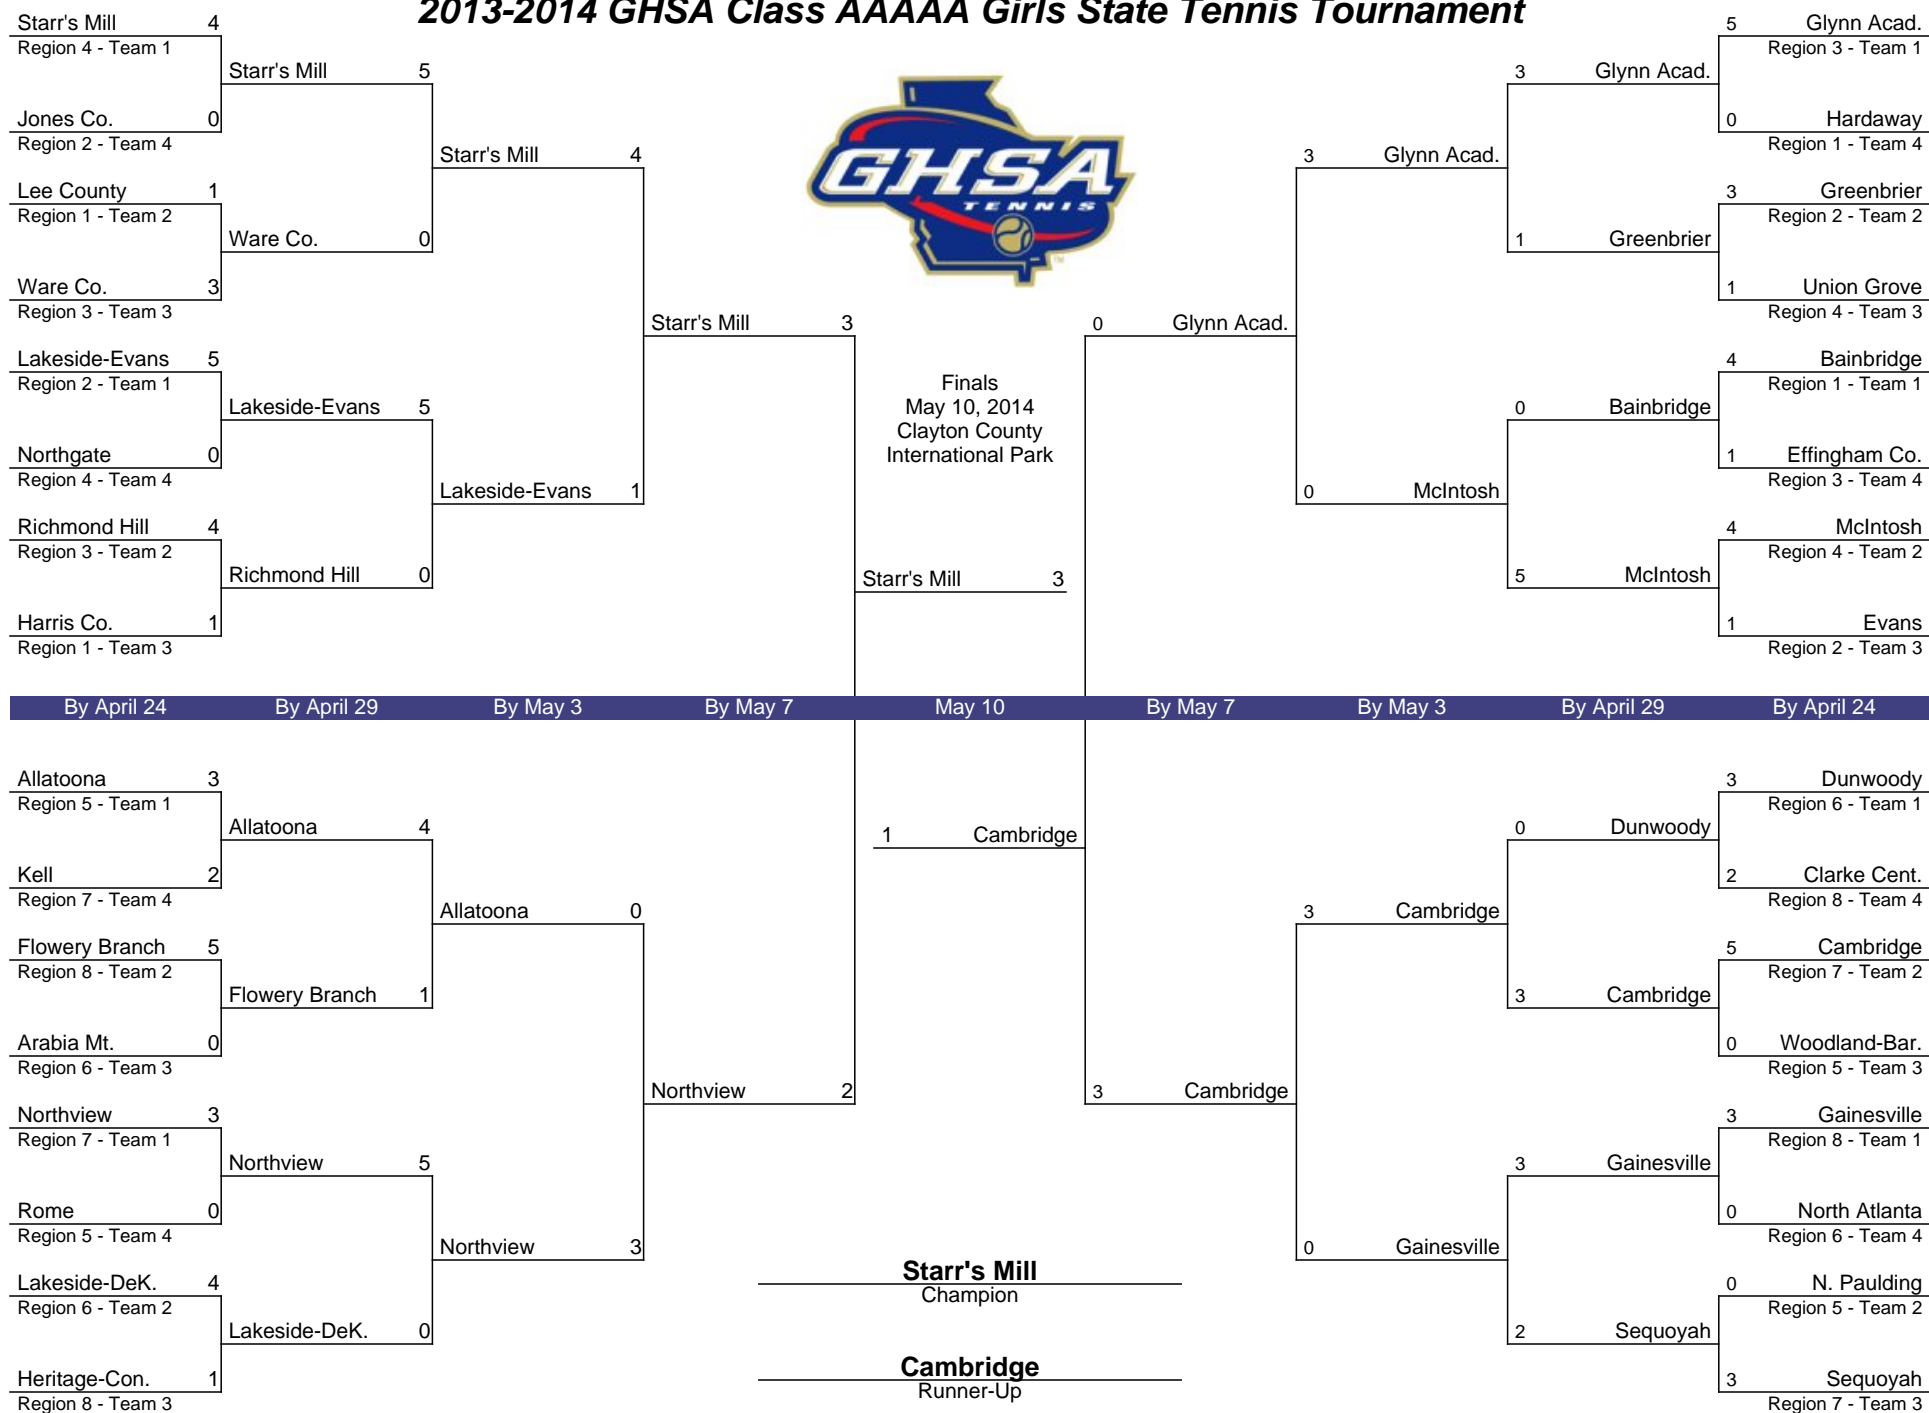 2013-2014 GHSA Class AAAAA Girls State Tennis Tournament
Starr's Mill 4
Region 4 - Team 1
Jones Co. 0
Region 2 - Team 4
Lee County 1
Region 1 - Team 2
Ware Co. 3
Region 3 - Team 3
Lakeside-Evans 5
Region 2 - Team 1
Northgate 0
Region 4 - Team 4
Richmond Hill 4
Region 3 - Team 2
Harris Co. 1
Region 1 - Team 3
Starr's Mill 5
Ware Co. 0
Lakeside-Evans 5
Richmond Hill 0
Starr's Mill 4
Lakeside-Evans 1
Starr's Mill 3
GHSA
TENNIS
TM
Finals
May 10, 2014
Clayton County
International Park
Starr's Mill 3
0 Glynn Acad.
3 Glynn Acad.
0 McIntosh
3 Glynn Acad.
1 Greenbrier
0 Bainbridge
5 McIntosh
5 Glynn Acad.
Region 3 - Team 1
0 Hardaway
Region 1 - Team 4
3 Greenbrier
Region 2 - Team 2
1 Union Grove
Region 4 - Team 3
4 Bainbridge
Region 1 - Team 1
1 Effingham Co.
Region 3 - Team 4
4 McIntosh
Region 4 - Team 2
1 Evans
Region 2 - Team 3
By April 24 By April 29 By May 3 By May 7 May 10 By May 7 By May 3 By April 29 By April 24
Allatoona 3
Region 5 - Team 1
Kell 2
Region 7 - Team 4
Flowery Branch 5
Region 8 - Team 2
Arabia Mt. 0
Region 6 - Team 3
Northview 3
Region 7 - Team 1
Rome 0
Region 5 - Team 4
Lakeside-DeK. 4
Region 6 - Team 2
Heritage-Con. 1
Region 8 - Team 3
Allatoona 4
Flowery Branch 1
Northview 5
Lakeside-DeK. 0
Allatoona 0
Northview 3
Northview 2
1 Cambridge
3 Cambridge
3 Cambridge
0 Gainesville
0 Dunwoody
3 Cambridge
3 Gainesville
2 Sequoyah
3 Dunwoody
Region 6 - Team 1
2 Clarke Cent.
Region 8 - Team 4
5 Cambridge
Region 7 - Team 2
0 Woodland-Bar.
Region 5 - Team 3
3 Gainesville
Region 8 - Team 1
0 North Atlanta
Region 6 - Team 4
0 N. Paulding
Region 5 - Team 2
3 Sequoyah
Region 7 - Team 3
Starr's Mill
Champion
Cambridge
Runner-Up